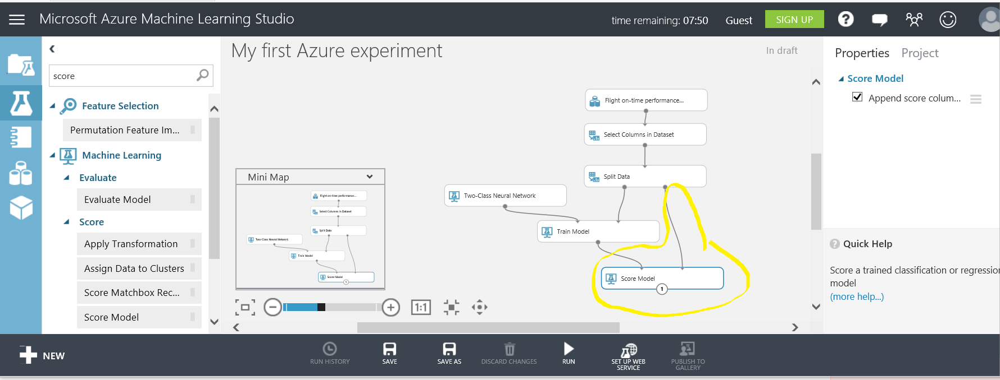 Microsoft Azure Machine Learning Studio
time remaining: 07:50
Guest
SIGN UP
My first Azure experiment
In draft
score
Feature Selection
Permutation Feature Im...
Machine Learning
Evaluate
Evaluate Model
Score
Apply Transformation
Assign Data to Clusters
Score Matchbox Rec...
Score Model
Mini Map
Flight on-time performance...
Select Columns in Dataset
Split Data
Two-Class Neural Network
Train Model
Score Model
1
1:1
Flight on-time performance...
Select Columns in Dataset
Split Data
Two-Class Neural Network
Train Model
Score Model
1
Properties
Project
Score Model
Append score colum...
Quick Help
Score a trained classification or regression
model
(more help...)
NEW
RUN HISTORY
SAVE
SAVE AS
DISCARD CHANGES
RUN
SET UP WEB
SERVICE
PUBLISH TO
GALLERY